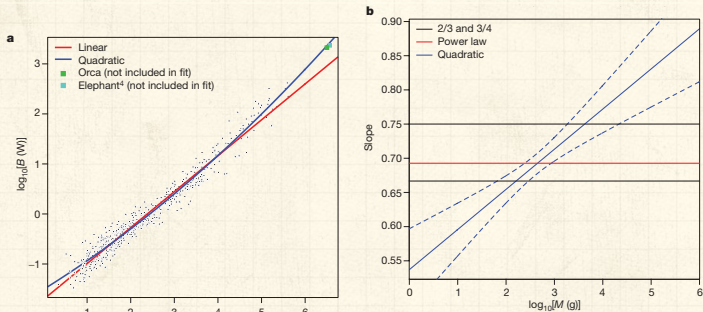 a
Linear
Quadratic
Orca (not included in fit)
Elephant⁴ (not included in fit)
log₁₀[B (W)]
3
2
1
0
−1
1
2
3
4
5
6
b
2/3 and 3/4
Power law
Quadratic
Slope
0.90
0.85
0.80
0.75
0.70
0.65
0.60
0.55
0
1
2
3
4
5
6
log₁₀[M (g)]